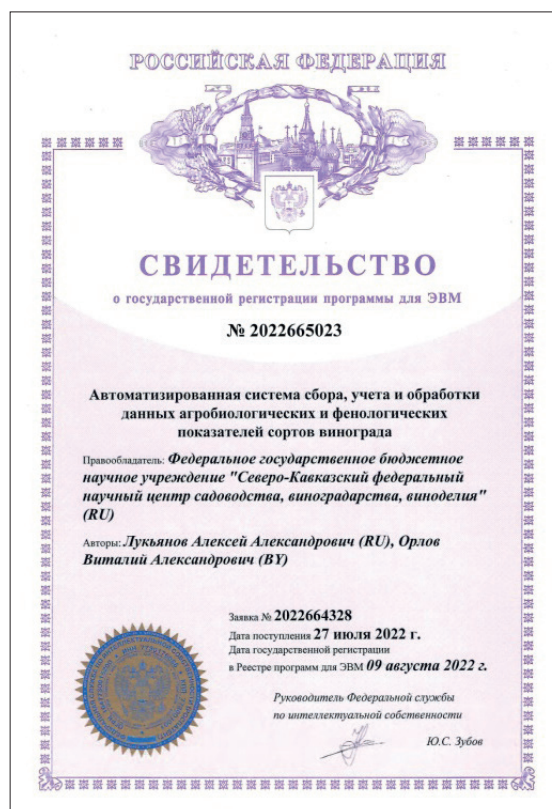 РОССИЙСКАЯ ФЕДЕРАЦИЯ
СВИДЕТЕЛЬСТВО
о государственной регистрации программы для ЭВМ
№ 2022665023
Автоматизированная система сбора, учета и обработки
данных агробиологических и фенологических
показателей сортов винограда
Правообладатель: Федеральное государственное бюджетное
научное учреждение "Северо-Кавказский федеральный
научный центр садоводства, виноградарства, виноделия"
(RU)
Авторы: Лукьянов Алексей Александрович (RU), Орлов
Виталий Александрович (BY)
Заявка № 2022664328
Дата поступления 27 июля 2022 г.
Дата государственной регистрации
в Реестре программ для ЭВМ 09 августа 2022 г.
Руководитель Федеральной службы
по интеллектуальной собственности
Ю.С. Зубов